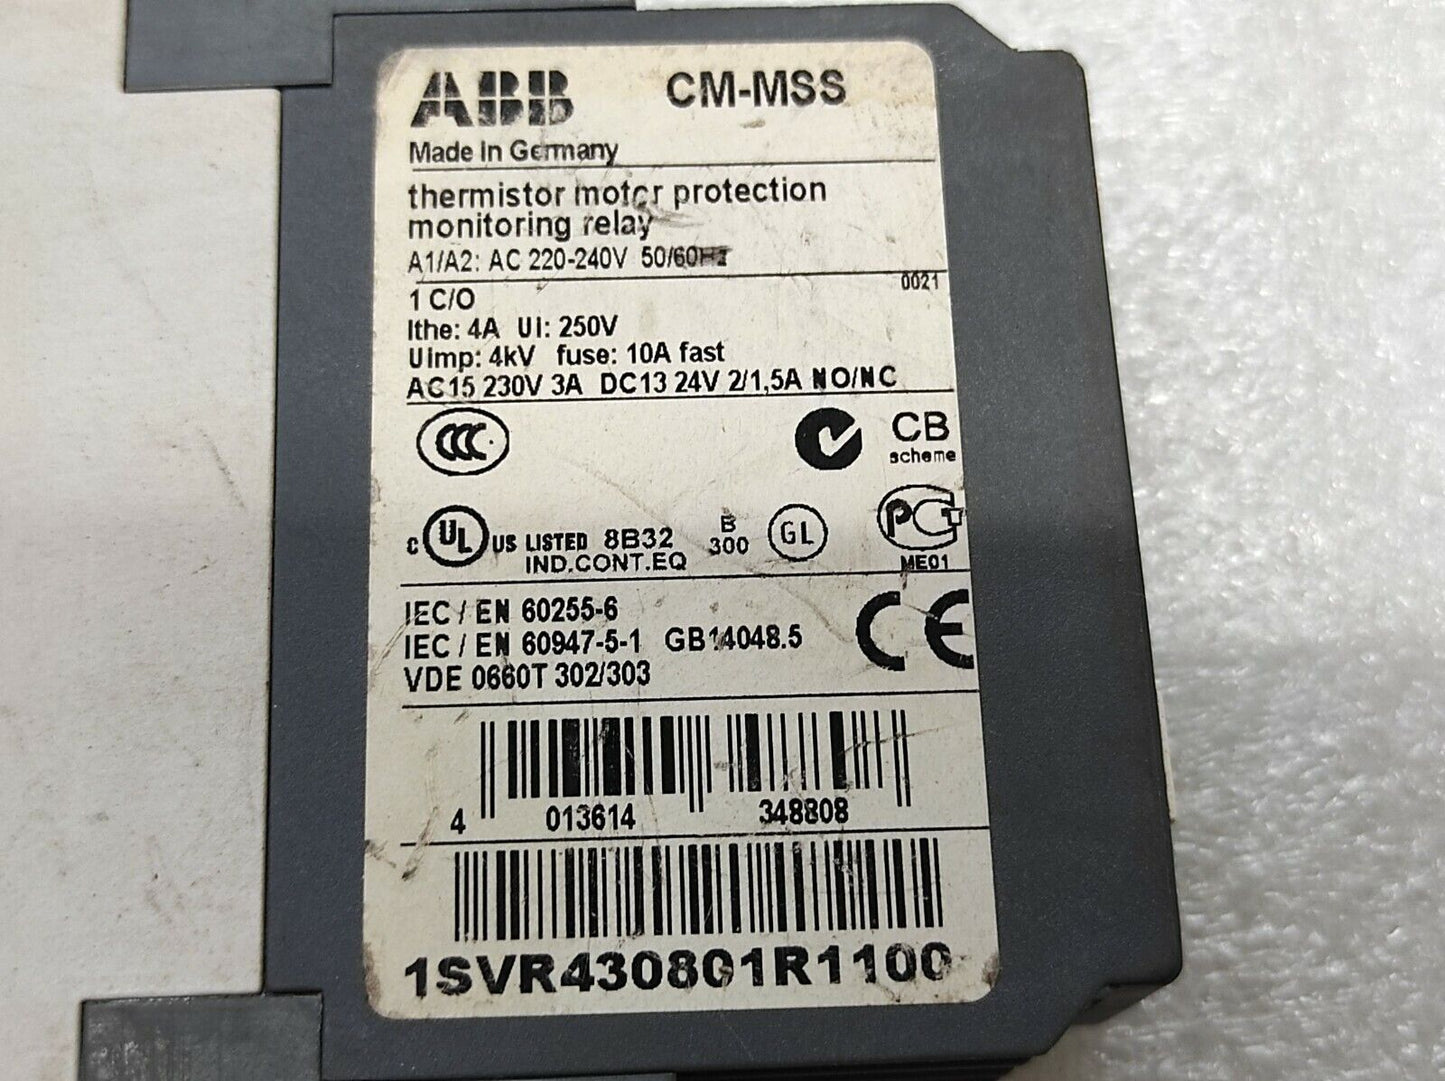 ABB CM-MSS
Made in Germany
thermistor motor protection
monitoring relay
A1/A2: AC 220-240V 50/60Hz
0021
1 C/O
Ithe: 4A Ui: 250V
Uimp: 4kV fuse: 10A fast
AC15 230V 3A DC13 24V 2/1,5A NO/NC
CCC
CB
scheme
c UL US LISTED 8B32
IND.CONT.EQ
B
300
GL
PCT
ME01
IEC / EN 60255-6
IEC / EN 60947-5-1 GB14048.5
VDE 0660T 302/303
CE
4 013614 348808
1SVR430801R1100